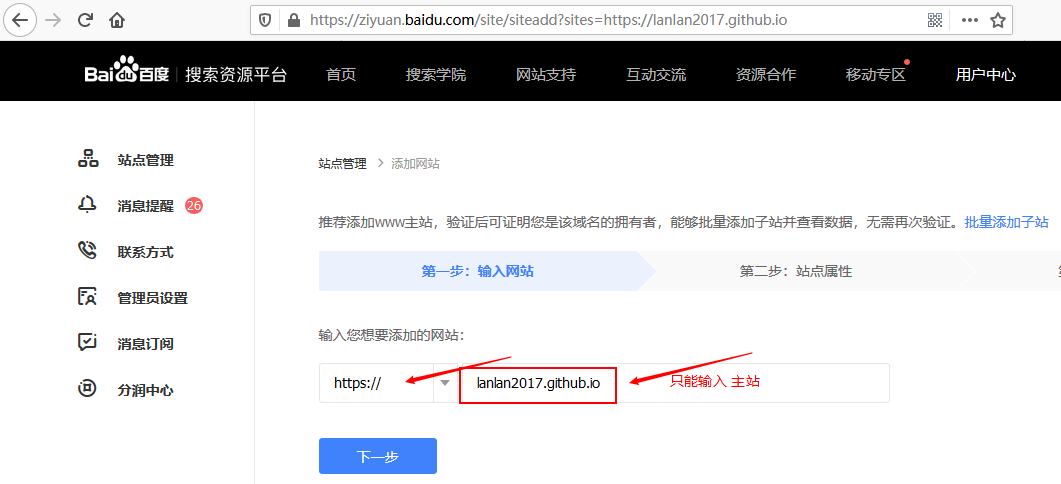 https://ziyuan.baidu.com/site/siteadd?sites=https://lanlan2017.github.io
Bai du 百度 搜索资源平台 首页 搜索学院 网站支持 互动交流 资源合作 移动专区 用户中心
站点管理
消息提醒 26
联系方式
管理员设置
消息订阅
分润中心
站点管理 > 添加网站
推荐添加www主站，验证后可证明您是该域名的拥有者，能够批量添加子站并查看数据，无需再次验证。批量添加子站
第一步：输入网站 第二步：站点属性
输入您想要添加的网站：
https:// lanlan2017.github.io 只能输入 主站
下一步